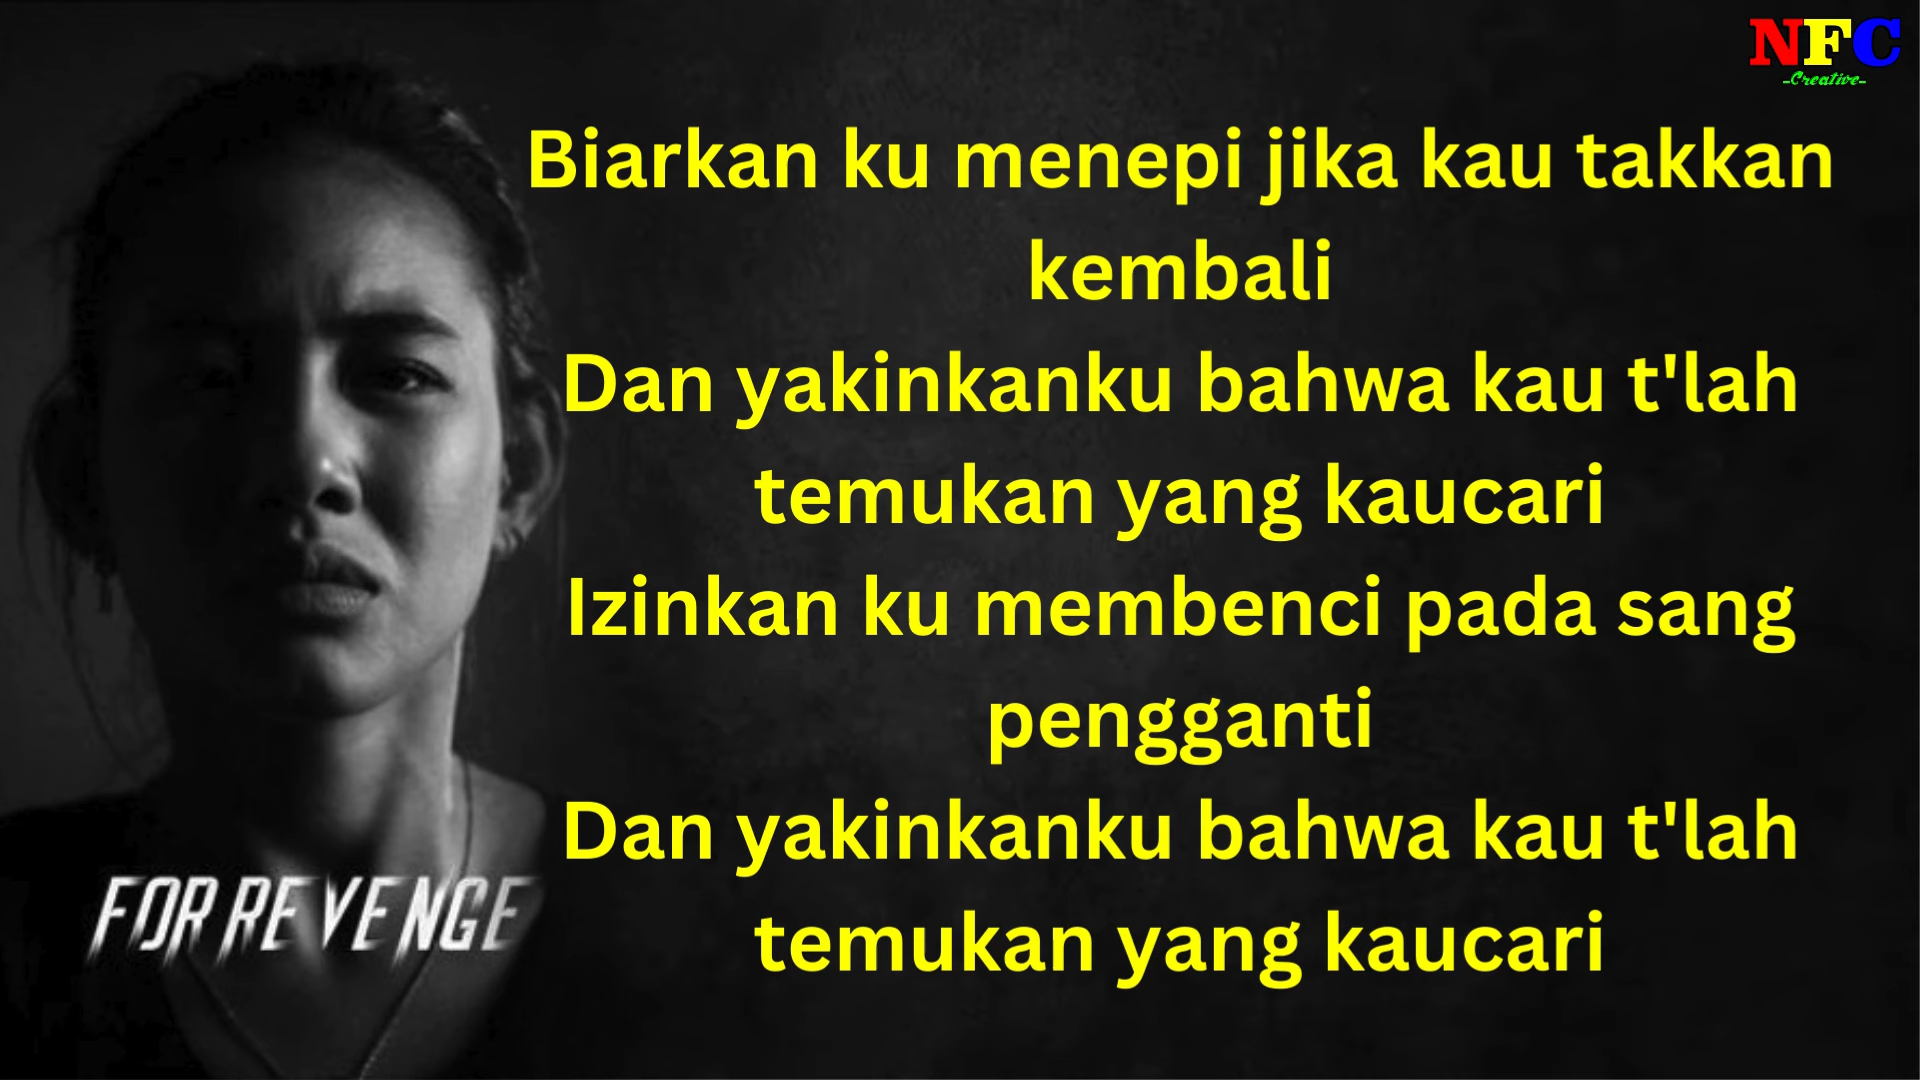 NFC
-Creative-
Biarkan ku menepi jika kau takkan
kembali
Dan yakinkanku bahwa kau t'lah
temukan yang kaucari
Izinkan ku membenci pada sang
pengganti
Dan yakinkanku bahwa kau t'lah
temukan yang kaucari
FOR REVENGE